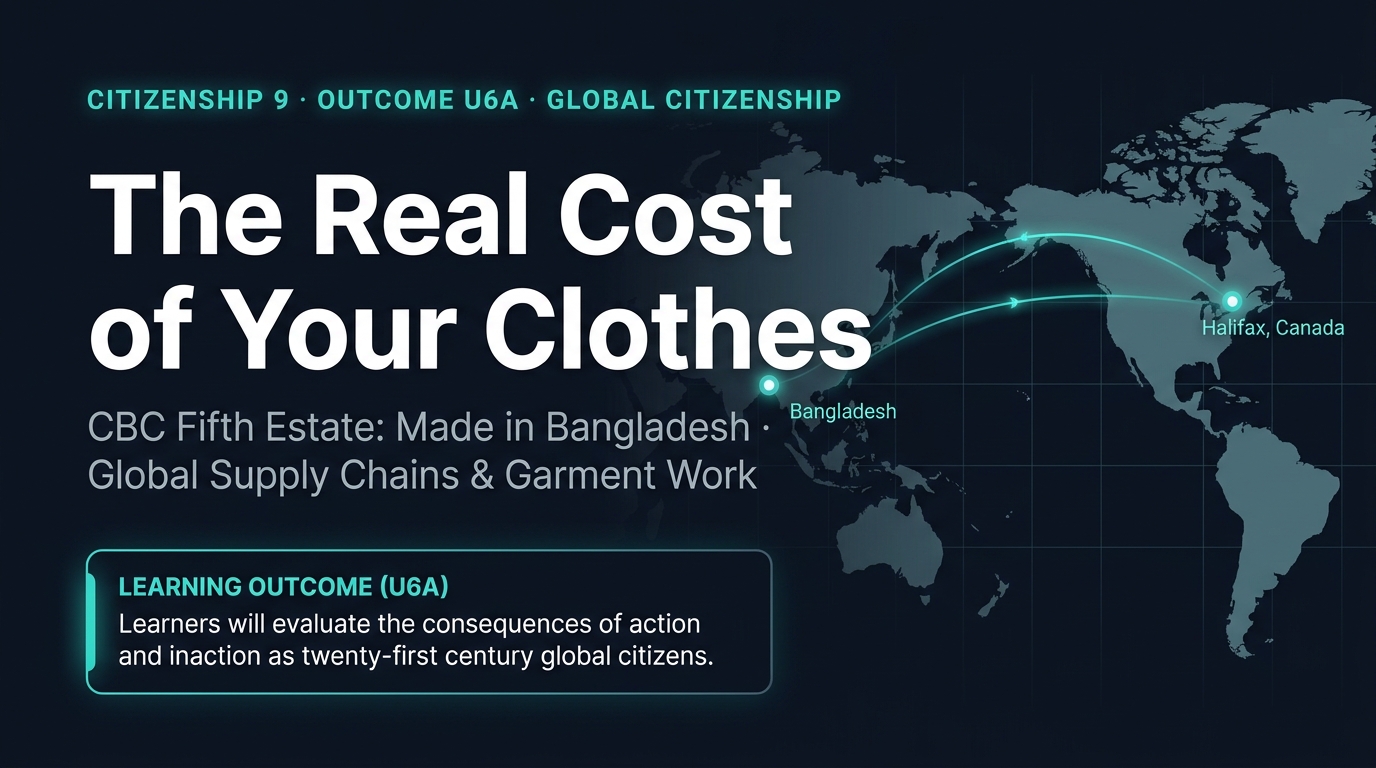 CITIZENSHIP 9 · OUTCOME U6A · GLOBAL CITIZENSHIP
The Real Cost
of Your Clothes
CBC Fifth Estate: Made in Bangladesh ·
Global Supply Chains & Garment Work
LEARNING OUTCOME (U6A)
Learners will evaluate the consequences of action
and inaction as twenty-first century global citizens.
Halifax, Canada
Bangladesh